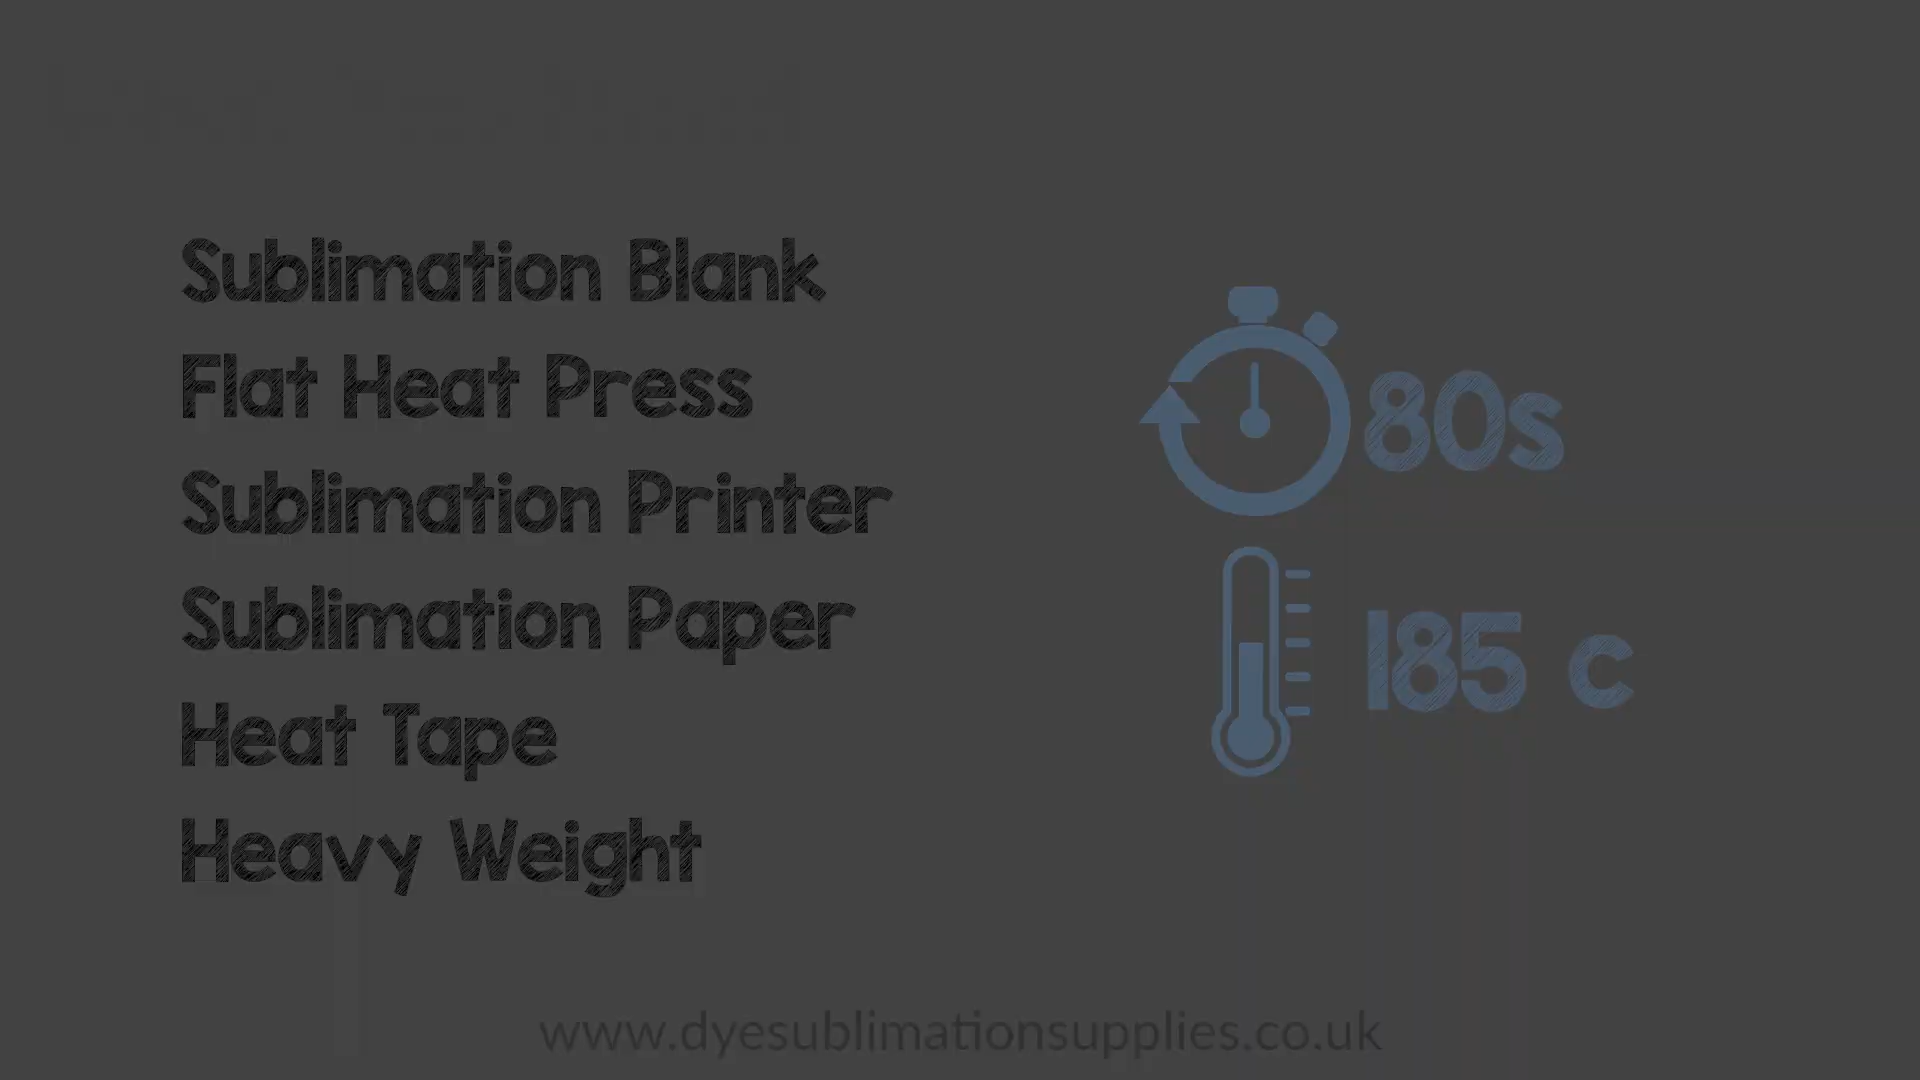 Sublimation Blank
Flat Heat Press
Sublimation Printer
Sublimation Paper
Heat Tape
Heavy Weight
80s
185 c
www.dyesublimationsupplies.co.uk